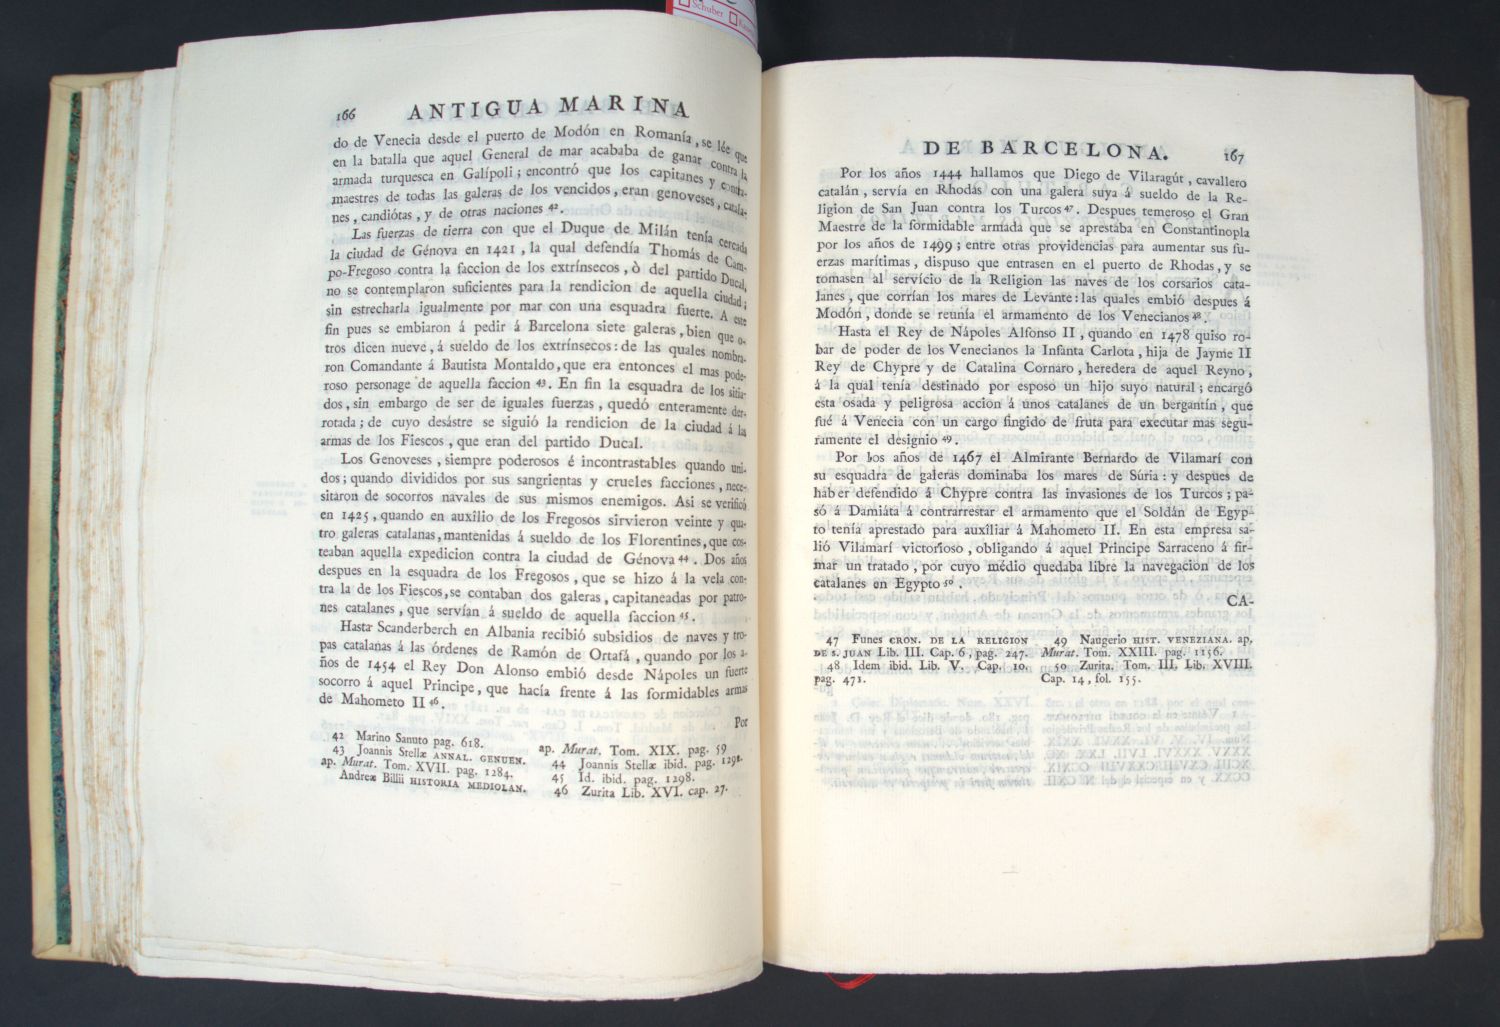 Schuber
166 ANTIGUA MARINA
do de Venecia desde el puerto de Modón en Romanía, se lée que
en la batalla que aquel General de mar acababa de ganar contra la
armada turquesca en Galípoli; encontró que los capitanes y contra-
maestres de todas las galeras de los vencidos, eran genoveses, catala-
nes, candiótas, y de otras naciones 42.
Las fuerzas de tierra con que el Duque de Milán tenía cercada
la ciudad de Génova en 1421, la qual defendía Thomás de Cam-
po-Fregoso contra la faccion de los extrínsecos, ò del partido Ducal,
no se contemplaron suficientes para la rendicion de aquella ciudad;
sin estrecharla igualmente por mar con una esquadra fuerte. A este
fin pues se embiaron á pedir á Barcelona siete galeras, bien que o-
tros dicen nueve, á sueldo de los extrínsecos: de las quales nombra-
ron Comandante á Bautista Montaldo, que era entonces el mas pode-
roso personage de aquella faccion 43. En fin la esquadra de los sitia-
dos, sin embargo de ser de iguales fuerzas, quedó enteramente der-
rotada; de cuyo desástre se siguió la rendicion de la ciudad á las
armas de los Fiescos, que eran del partido Ducal.
Los Genoveses, siempre poderosos é incontrastables quando uni-
dos; quando divididos por sus sangrientas y crueles facciones, nece-
sitáron de socorros navales de sus mismos enemigos. Asi se verificó
en 1425, quando en auxilio de los Fregosos sirvieron veinte y qua-
tro galeras catalanas, mantenidas á sueldo de los Florentines, que cos-
teaban aquella expedicion contra la ciudad de Génova 44. Dos años
despues en la esquadra de los Fregosos, que se hizo á la vela con-
tra la de los Fiescos, se contaban dos galeras, capitaneadas por patro-
nes catalanes, que servían á sueldo de aquella faccion 45.
Hasta Scanderberch en Albania recibió subsidios de naves y tro-
pas catalanas á las órdenes de Ramón de Ortafá, quando por los a-
ños de 1454 el Rey Don Alonso embió desde Nápoles un fuerte
socorro á aquel Principe, que hacía frente á las formidables armas
de Mahometo II 46.
Por
42 Marino Sanuto pag. 618.
43 Joannis Stellæ ANNAL. GENUEN.
ap. Murat. Tom. XVII. pag. 1284.
Andreæ Billii HISTORIA MEDIOLAN.
ap. Murat. Tom. XIX. pag. 59
44 Joannis Stellæ ibid. pag. 1291.
45 Id. ibid. pag. 1298.
46 Zurita Lib. XVI. cap. 27.
DE BARCELONA. 167
Por los años 1444 hallamos que Diego de Vilaragút, cavallero
catalán, servía en Rhodas con una galera suya á sueldo de la Re-
ligion de San Juan contra los Turcos 47. Despues temeroso el Gran
Maestre de la formidable armada que se aprestaba en Constantinopla
por los años de 1499; entre otras providencias para aumentar sus fu-
erzas marítimas, dispuso que entrasen en el puerto de Rhodas, y se
tomasen al servício de la Religion las naves de los corsarios cata-
lanes, que corrían los mares de Levante: las quales embió despues á
Modón, donde se reunía el armamento de los Venecianos 48.
Hasta el Rey de Nápoles Alfonso II, quando en 1478 quiso ro-
bar de poder de los Venecianos la Infanta Carlota, hija de Jayme II
Rey de Chypre y de Catalina Cornaro, heredera de aquel Reyno,
á la qual tenía destinado por esposo un hijo suyo natural; encargó
esta osada y peligrosa accion á unos catalanes de un bergantín, que
fué á Venecia con un cargo fingido de fruta para executar mas segu-
ramente el designio 49.
Por los años de 1467 el Almirante Bernardo de Vilamarí con
su esquadra de galeras dominaba los mares de Súria: y despues de
haber defendido á Chypre contra las invasiones de los Turcos; pa-
só á Damiáta á contrarrestar el armamento que el Soldán de Egyp-
to tenía aprestado para auxiliar á Mahometo II. En esta empresa sa-
lió Vilamarí victorioso, obligando á aquel Principe Sarraceno á fir-
mar un tratado, por cuyo médio quedaba libre la navegacion de los
catalanes en Egypto 50.
CA-
47 Funes CRON. DE LA RELIGION
DE S. JUAN Lib. III. Cap. 6, pag. 247.
48 Idem ibid. Lib. V. Cap. 10.
pag. 471.
49 Naugerio HIST. VENEZIANA. ap.
Murat. Tom. XXIII. pag. 1156.
50 Zurita. Tom. III. Lib. XVIII.
Cap. 14, fol. 155.